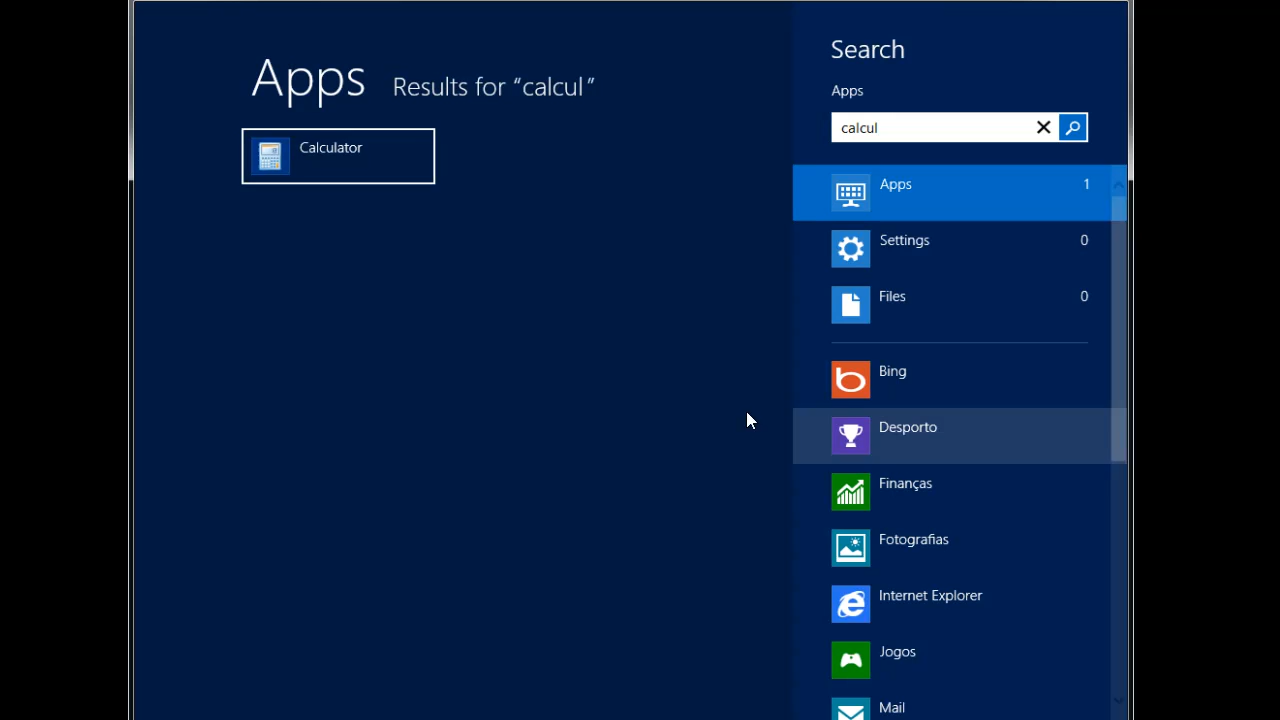 Apps Results for “calcul”
Calculator
Search
Apps
calcul
Apps 1
Settings 0
Files 0
Bing
Desporto
Finanças
Fotografias
Internet Explorer
Jogos
Mail